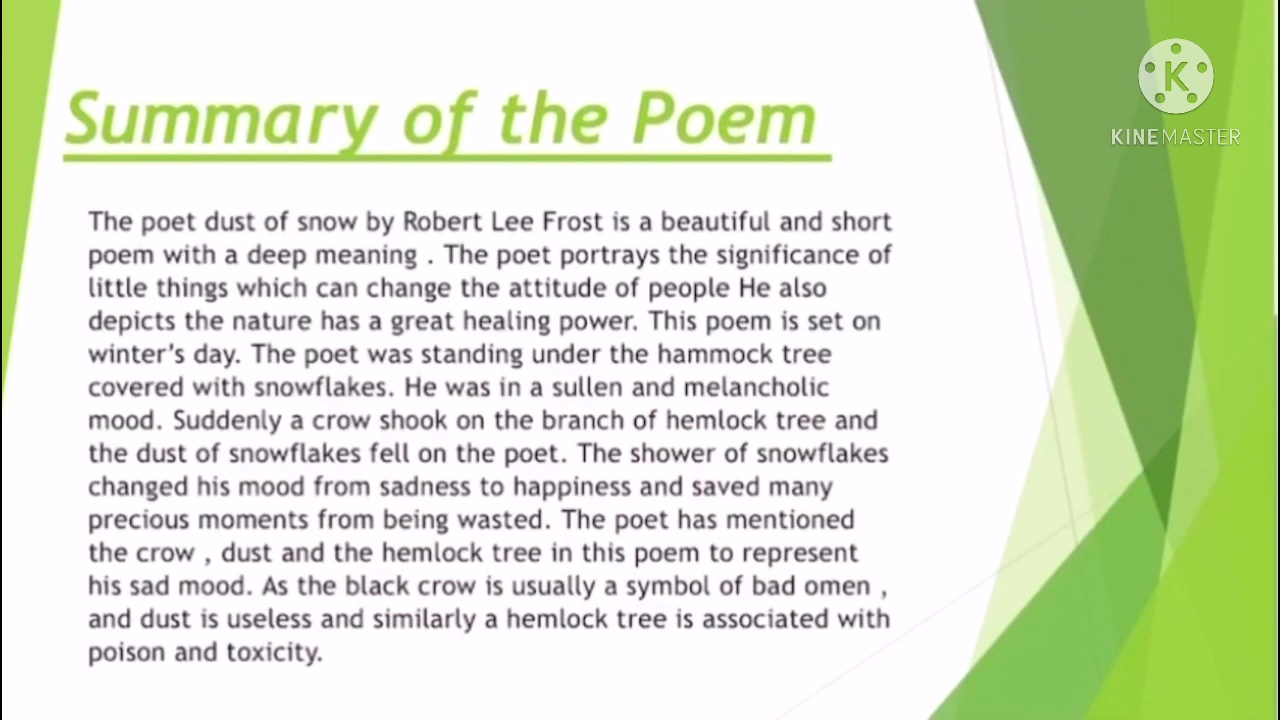 Summary of the Poem
K
KINEMASTER
The poet dust of snow by Robert Lee Frost is a beautiful and short
poem with a deep meaning . The poet portrays the significance of
little things which can change the attitude of people He also
depicts the nature has a great healing power. This poem is set on
winter's day. The poet was standing under the hammock tree
covered with snowflakes. He was in a sullen and melancholic
mood. Suddenly a crow shook on the branch of hemlock tree and
the dust of snowflakes fell on the poet. The shower of snowflakes
changed his mood from sadness to happiness and saved many
precious moments from being wasted. The poet has mentioned
the crow , dust and the hemlock tree in this poem to represent
his sad mood. As the black crow is usually a symbol of bad omen ,
and dust is useless and similarly a hemlock tree is associated with
poison and toxicity.